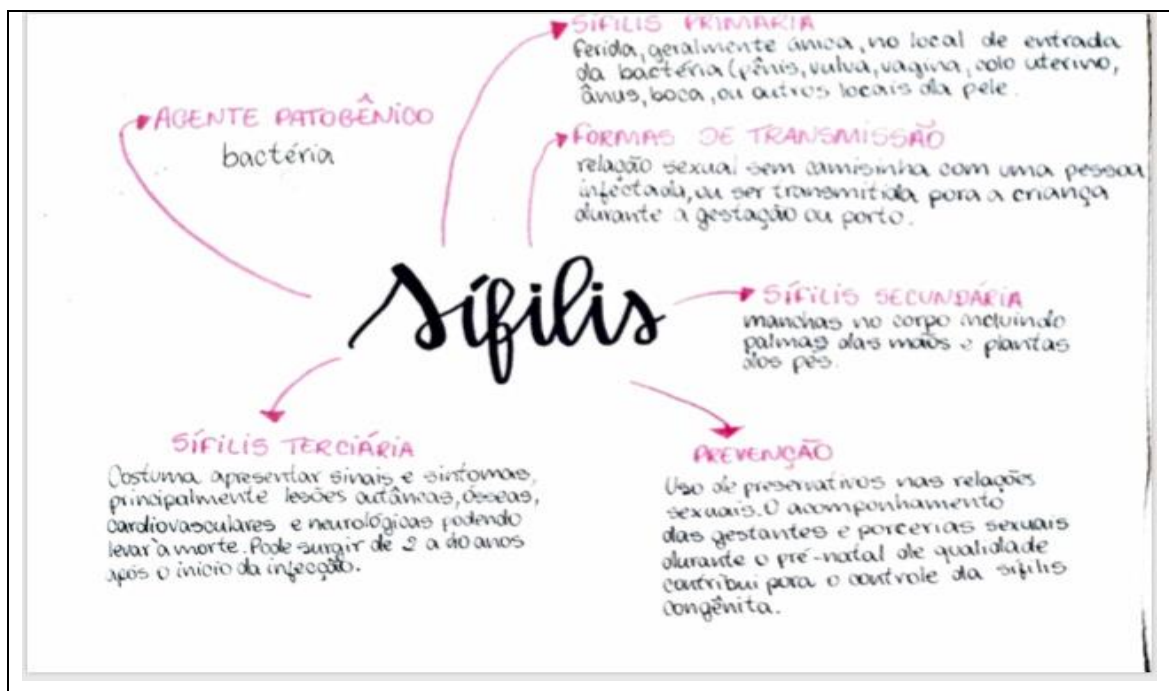 SÍFILIS PRIMÁRIA
ferida, geralmente única, no local de entrada
da bactéria (pênis, vulva, vagina, colo uterino,
ânus, boca, ou outros locais da pele.
AGENTE PATOGÊNICO
bactéria
FORMAS DE TRANSMISSÃO
relação sexual sem camisinha com uma pessoa
infectada, ou ser transmitida para a criança
durante a gestação ou parto.
Sífilis
SÍFILIS SECUNDÁRIA
manchas no corpo incluindo
palmas das mãos e plantas
dos pés.
SÍFILIS TERCIÁRIA
Costuma apresentar sinais e sintomas,
principalmente lesões cutâneas, ósseas,
cardiovasculares e neurológicas podendo
levar à morte. Pode surgir de 2 a 40 anos
após o início da infecção.
PREVENÇÃO
Uso de preservativos nas relações
sexuais. O acompanhamento
das gestantes e parcerias sexuais
durante o pré-natal de qualidade
contribui para o controle da sífilis
congênita.